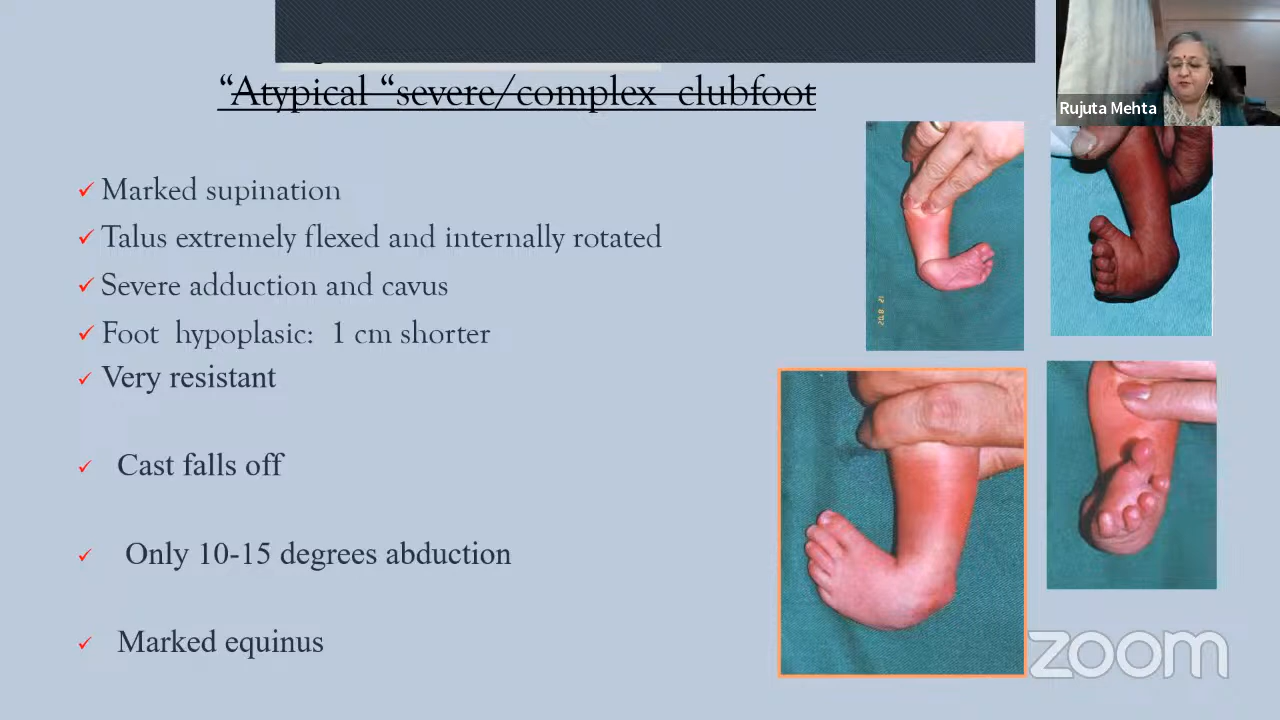 “Atypical “severe/complex clubfoot
Rujuta Mehta
✓ Marked supination
✓ Talus extremely flexed and internally rotated
✓ Severe adduction and cavus
✓ Foot hypoplasic: 1 cm shorter
✓ Very resistant
✓ Cast falls off
✓ Only 10-15 degrees abduction
✓ Marked equinus
zoom